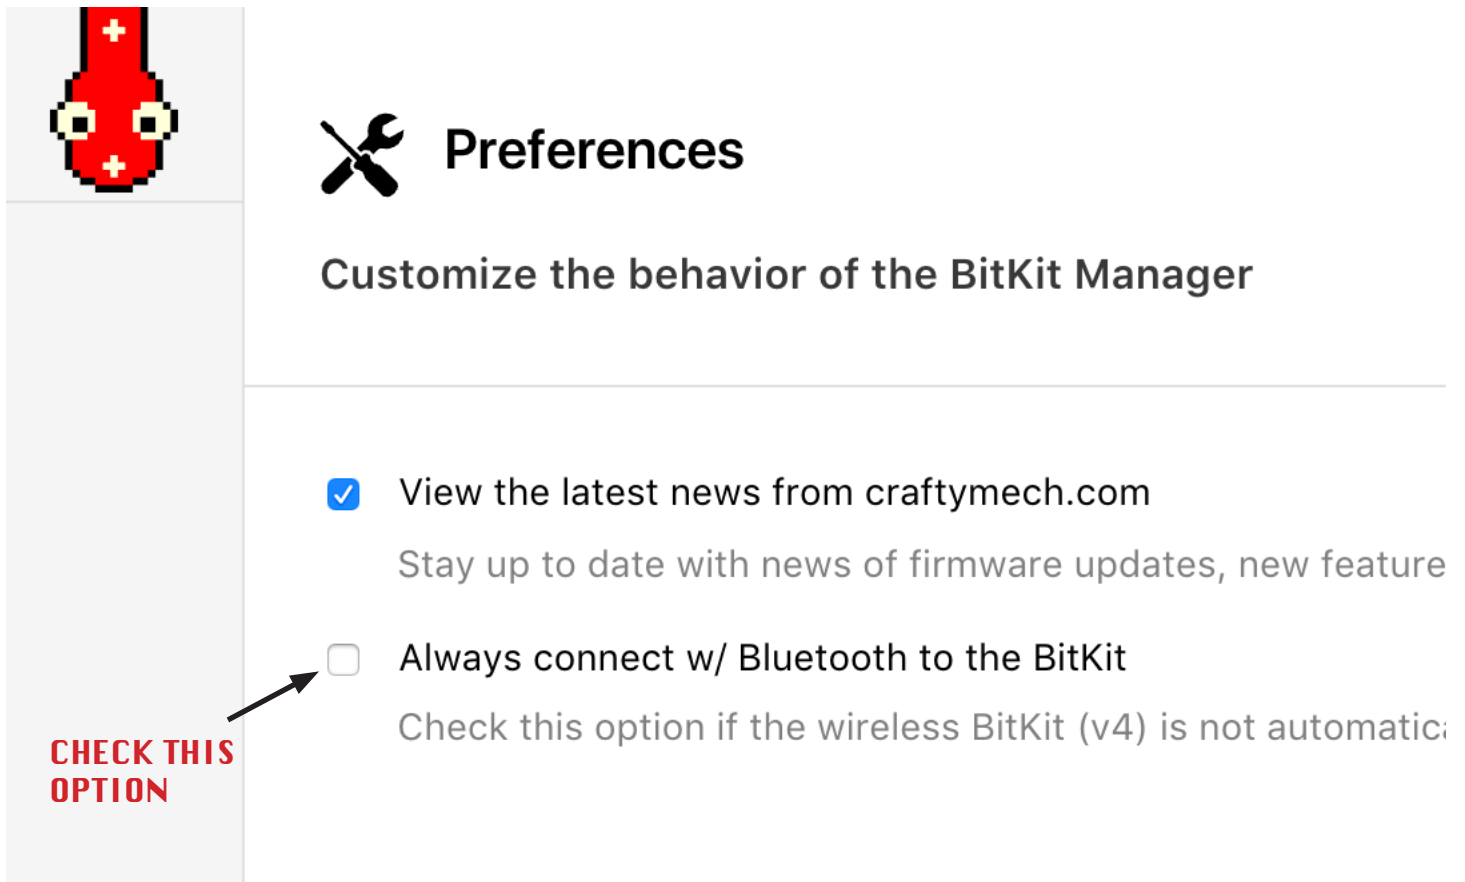 Preferences
Customize the behavior of the BitKit Manager
View the latest news from craftymech.com
Stay up to date with news of firmware updates, new feature
Always connect w/ Bluetooth to the BitKit
Check this option if the wireless BitKit (v4) is not automatica
CHECK THIS
OPTION